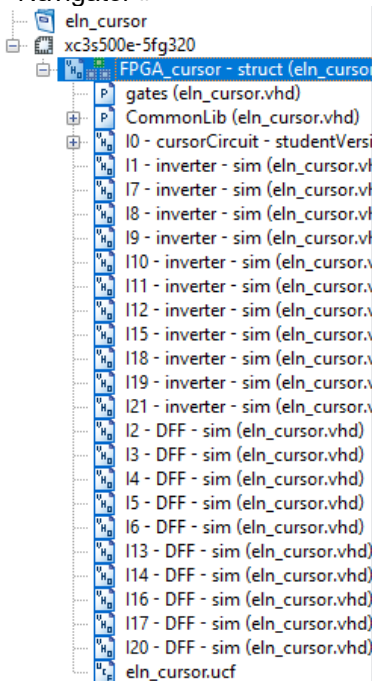 eln_cursor
xc3s500e-5fg320
FPGA_cursor - struct (eln_cursor
gates (eln_cursor.vhd)
CommonLib (eln_cursor.vhd)
I0 - cursorCircuit - studentVersi
I1 - inverter - sim (eln_cursor.vh
I7 - inverter - sim (eln_cursor.vh
I8 - inverter - sim (eln_cursor.vh
I9 - inverter - sim (eln_cursor.vh
I10 - inverter - sim (eln_cursor.v
I11 - inverter - sim (eln_cursor.v
I12 - inverter - sim (eln_cursor.v
I15 - inverter - sim (eln_cursor.v
I18 - inverter - sim (eln_cursor.v
I19 - inverter - sim (eln_cursor.v
I21 - inverter - sim (eln_cursor.v
I2 - DFF - sim (eln_cursor.vhd)
I3 - DFF - sim (eln_cursor.vhd)
I4 - DFF - sim (eln_cursor.vhd)
I5 - DFF - sim (eln_cursor.vhd)
I6 - DFF - sim (eln_cursor.vhd)
I13 - DFF - sim (eln_cursor.vhd)
I14 - DFF - sim (eln_cursor.vhd)
I16 - DFF - sim (eln_cursor.vhd)
I17 - DFF - sim (eln_cursor.vhd)
I20 - DFF - sim (eln_cursor.vhd)
eln_cursor.ucf